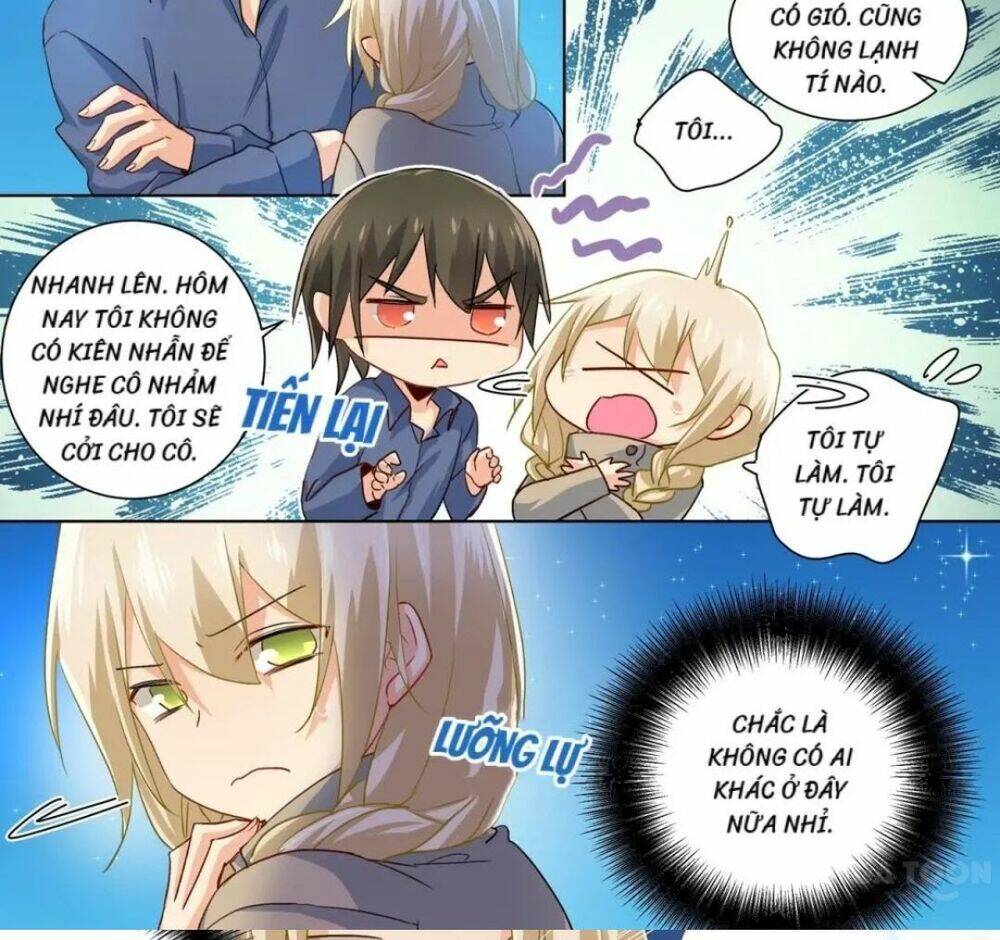 CÓ GIÓ. CŨNG
KHÔNG LẠNH
TÍ NÀO.
TÔI...
NHANH LÊN. HÔM
NAY TÔI KHÔNG
CÓ KIÊN NHẪN ĐỂ
NGHE CÔ NHẢM
NHÍ ĐÂU. TÔI SẼ
CỞI CHO CÔ.
TIẾN LẠI
TÔI TỰ
LÀM. TÔI
TỰ LÀM.
LƯỠNG LỰ
CHẮC LÀ
KHÔNG CÓ AI
KHÁC Ở ĐÂY
NỮA NHỈ.